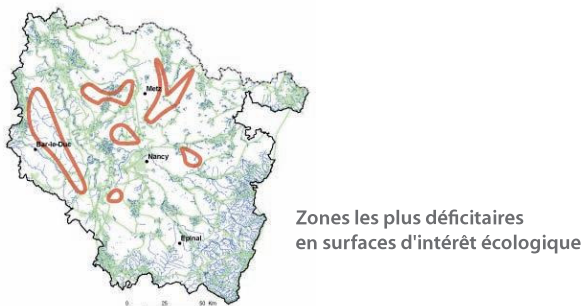 Metz
Bar-le-Duc
Nancy
Zones les plus déficitaires
en surfaces d'intérêt écologique
Epinal
0 25 50 Km